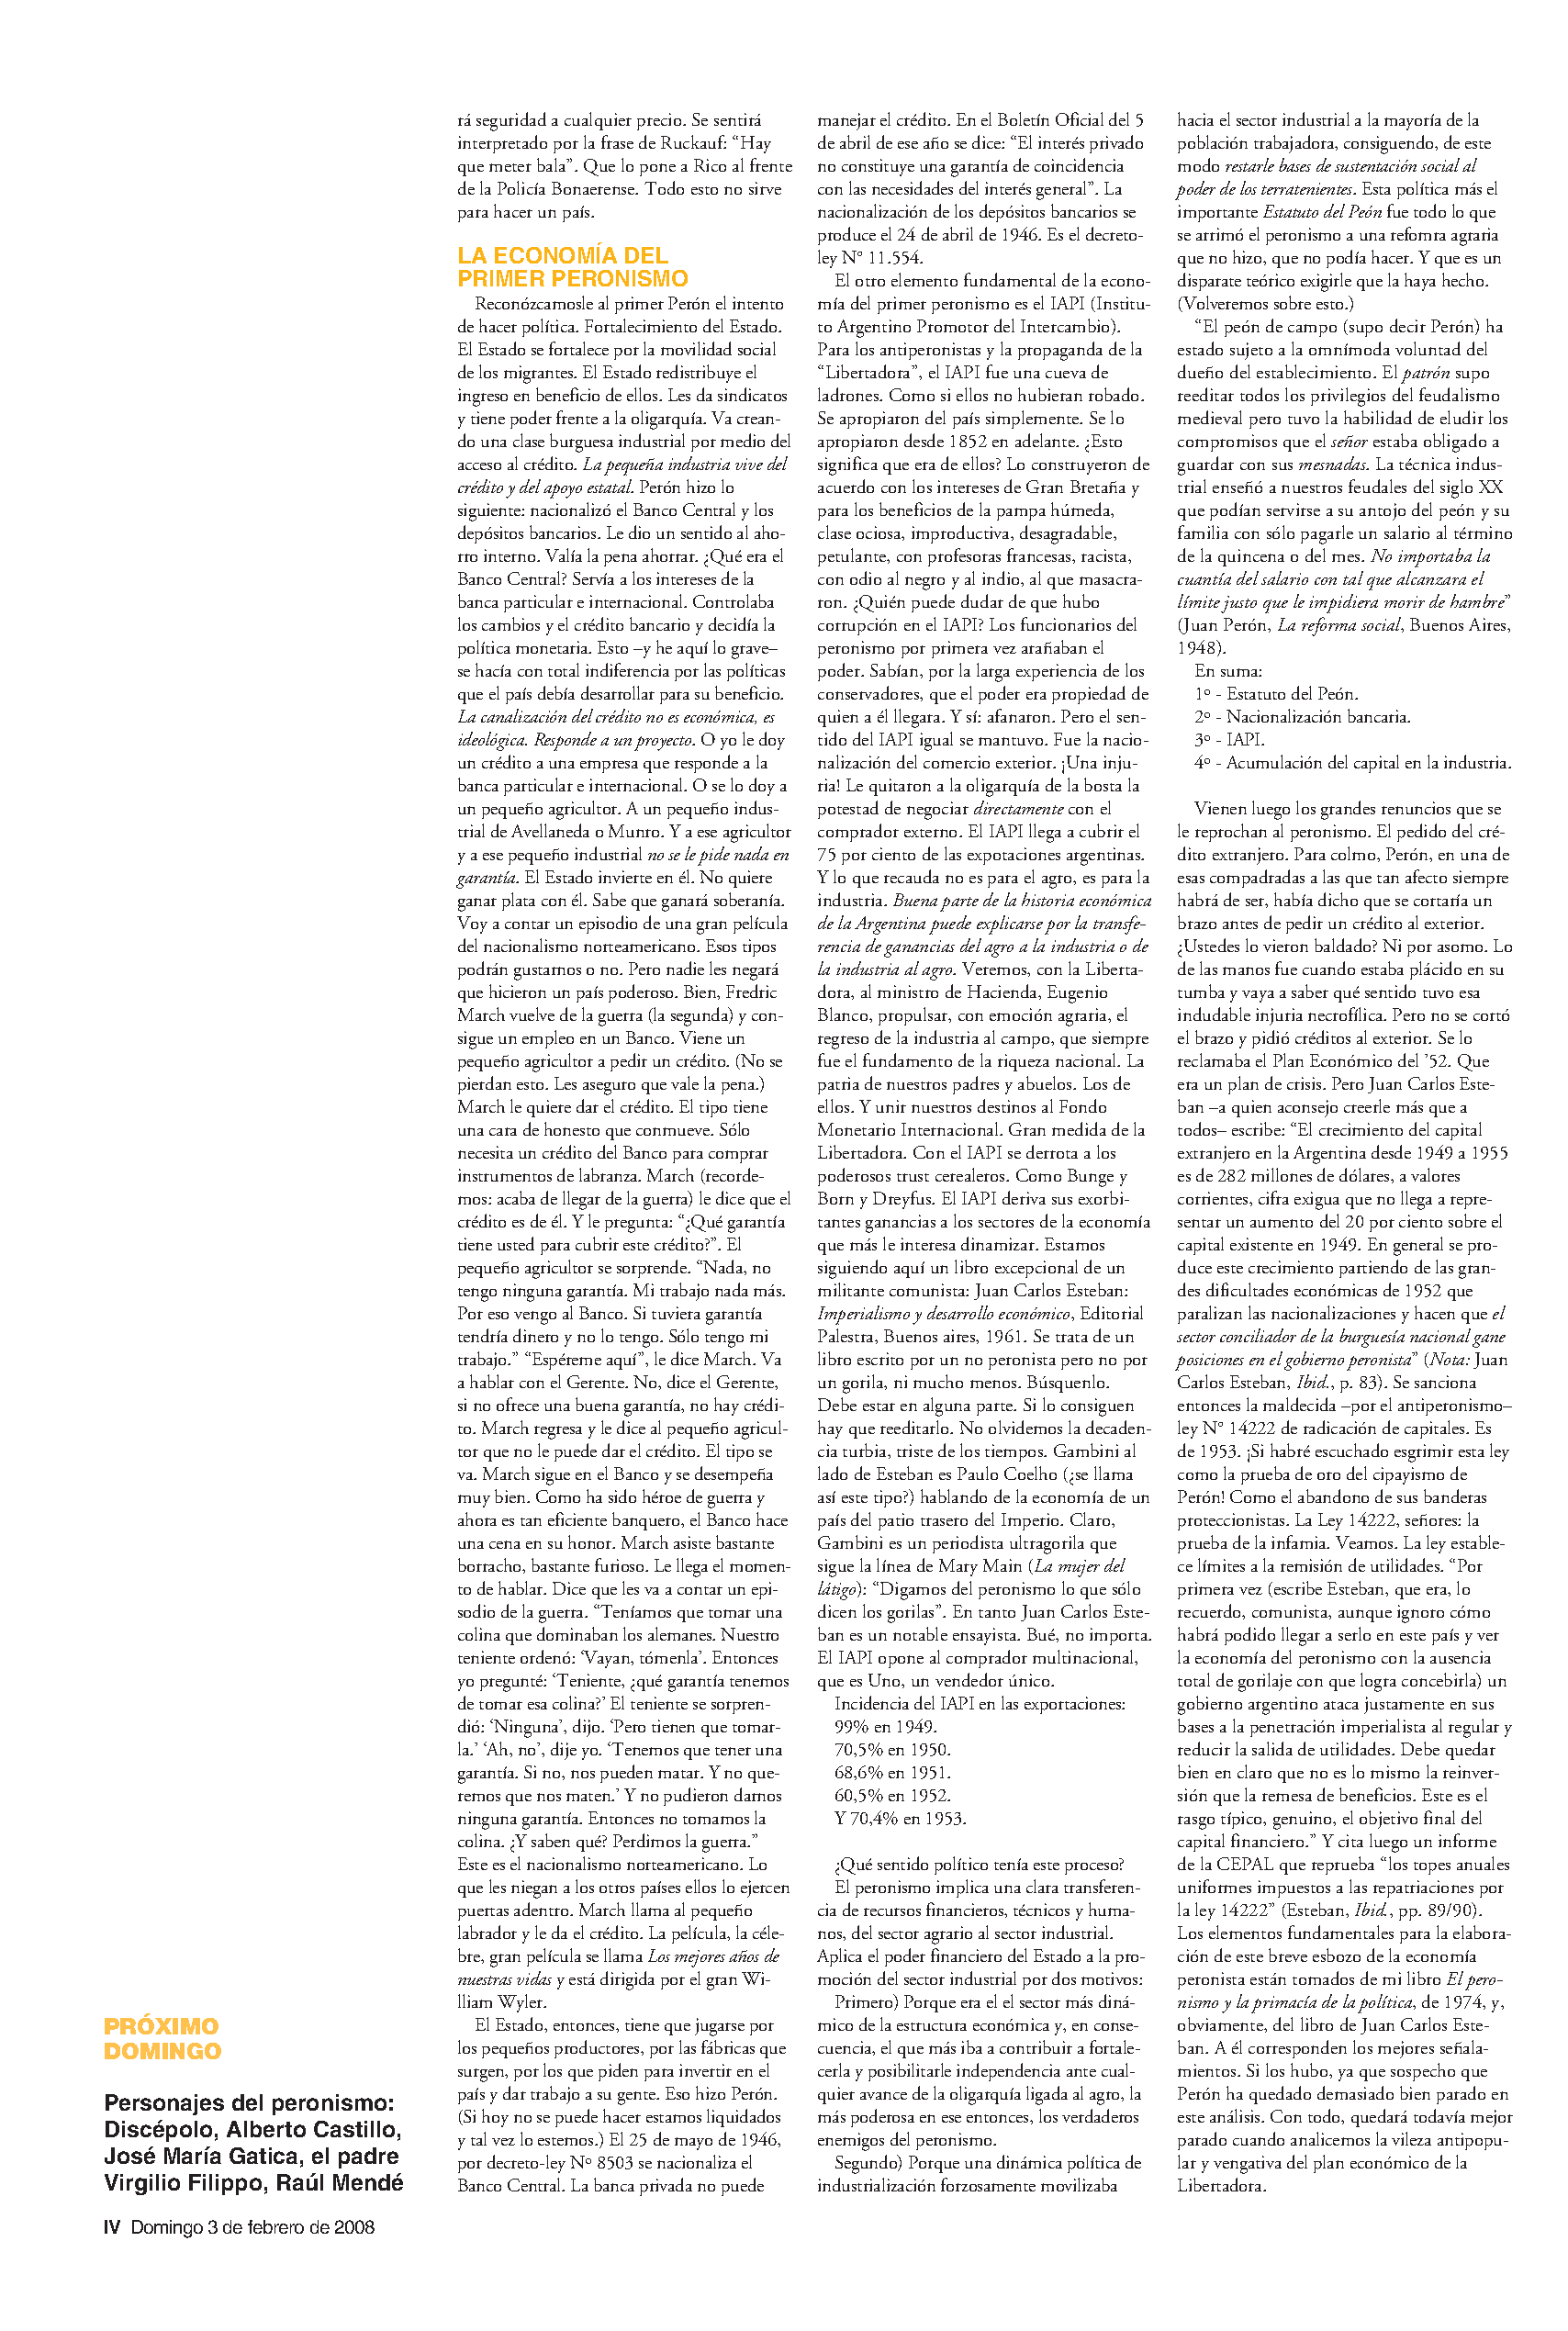 rá seguridad a cualquier precio. Se sentirá
interpretado por la frase de Ruckauf: “Hay
que meter bala”. Que lo pone a Rico al frente
de la Policía Bonaerense. Todo esto no sirve
para hacer un país.
LA ECONOMÍA DEL
PRIMER PERONISMO
Reconózcamosle al primer Perón el intento
de hacer política. Fortalecimiento del Estado.
El Estado se fortalece por la movilidad social
de los migrantes. El Estado redistribuye el
ingreso en beneficio de ellos. Les da sindicatos
y tiene poder frente a la oligarquía. Va crean-
do una clase burguesa industrial por medio del
acceso al crédito. La pequeña industria vive del
crédito y del apoyo estatal. Perón hizo lo
siguiente: nacionalizó el Banco Central y los
depósitos bancarios. Le dio un sentido al aho-
rro interno. Valía la pena ahorrar. ¿Qué era el
Banco Central? Servía a los intereses de la
banca particular e internacional. Controlaba
los cambios y el crédito bancario y decidía la
política monetaria. Esto –y he aquí lo grave–
se hacía con total indiferencia por las políticas
que el país debía desarrollar para su beneficio.
La canalización del crédito no es económica, es
ideológica. Responde a un proyecto. O yo le doy
un crédito a una empresa que responde a la
banca particular e internacional. O se lo doy a
un pequeño agricultor. A un pequeño indus-
trial de Avellaneda o Munro. Y a ese agricultor
y a ese pequeño industrial no se le pide nada en
garantía. El Estado invierte en él. No quiere
ganar plata con él. Sabe que ganará soberanía.
Voy a contar un episodio de una gran película
del nacionalismo norteamericano. Esos tipos
podrán gustarnos o no. Pero nadie les negará
que hicieron un país poderoso. Bien, Fredric
March vuelve de la guerra (la segunda) y con-
sigue un empleo en un Banco. Viene un
pequeño agricultor a pedir un crédito. (No se
pierdan esto. Les aseguro que vale la pena.)
March le quiere dar el crédito. El tipo tiene
una cara de honesto que conmueve. Sólo
necesita un crédito del Banco para comprar
instrumentos de labranza. March (recorde-
mos: acaba de llegar de la guerra) le dice que el
crédito es de él. Y le pregunta: “¿Qué garantía
tiene usted para cubrir este crédito?”. El
pequeño agricultor se sorprende. “Nada, no
tengo ninguna garantía. Mi trabajo nada más.
Por eso vengo al Banco. Si tuviera garantía
tendría dinero y no lo tengo. Sólo tengo mi
trabajo.” “Espéreme aquí”, le dice March. Va
a hablar con el Gerente. No, dice el Gerente,
si no ofrece una buena garantía, no hay crédi-
to. March regresa y le dice al pequeño agricul-
tor que no le puede dar el crédito. El tipo se
va. March sigue en el Banco y se desempeña
muy bien. Como ha sido héroe de guerra y
ahora es tan eficiente banquero, el Banco hace
una cena en su honor. March asiste bastante
borracho, bastante furioso. Le llega el momen-
to de hablar. Dice que les va a contar un epi-
sodio de la guerra. “Teníamos que tomar una
colina que dominaban los alemanes. Nuestro
teniente ordenó: ‘Vayan, tómenla’. Entonces
yo pregunté: ‘Teniente, ¿qué garantía tenemos
de tomar esa colina?’ El teniente se sorpren-
dió: ‘Ninguna’, dijo. ‘Pero tienen que tomar-
la.’ ‘Ah, no’, dije yo. ‘Tenemos que tener una
garantía. Si no, nos pueden matar. Y no que-
remos que nos maten.’ Y no pudieron darnos
ninguna garantía. Entonces no tomamos la
colina. ¿Y saben qué? Perdimos la guerra.”
Este es el nacionalismo norteamericano. Lo
que les niegan a los otros países ellos lo ejercen
puertas adentro. March llama al pequeño
labrador y le da el crédito. La película, la céle-
bre, gran película se llama Los mejores años de
nuestras vidas y está dirigida por el gran Wi-
lliam Wyler.
El Estado, entonces, tiene que jugarse por
los pequeños productores, por las fábricas que
surgen, por los que piden para invertir en el
país y dar trabajo a su gente. Eso hizo Perón.
(Si hoy no se puede hacer estamos liquidados
y tal vez lo estemos.) El 25 de mayo de 1946,
por decreto-ley Nº 8503 se nacionaliza el
Banco Central. La banca privada no puede
manejar el crédito. En el Boletín Oficial del 5
de abril de ese año se dice: “El interés privado
no constituye una garantía de coincidencia
con las necesidades del interés general”. La
nacionalización de los depósitos bancarios se
produce el 24 de abril de 1946. Es el decreto-
ley N° 11.554.
El otro elemento fundamental de la econo-
mía del primer peronismo es el IAPI (Institu-
to Argentino Promotor del Intercambio).
Para los antiperonistas y la propaganda de la
“Libertadora”, el IAPI fue una cueva de
ladrones. Como si ellos no hubieran robado.
Se apropiaron del país simplemente. Se lo
apropiaron desde 1852 en adelante. ¿Esto
significa que era de ellos? Lo construyeron de
acuerdo con los intereses de Gran Bretaña y
para los beneficios de la pampa húmeda,
clase ociosa, improductiva, desagradable,
petulante, con profesoras francesas, racista,
con odio al negro y al indio, al que masacra-
ron. ¿Quién puede dudar de que hubo
corrupción en el IAPI? Los funcionarios del
peronismo por primera vez arañaban el
poder. Sabían, por la larga experiencia de los
conservadores, que el poder era propiedad de
quien a él llegara. Y sí: afanaron. Pero el sen-
tido del IAPI igual se mantuvo. Fue la nacio-
nalización del comercio exterior. ¡Una inju-
ria! Le quitaron a la oligarquía de la bosta la
potestad de negociar directamente con el
comprador externo. El IAPI llega a cubrir el
75 por ciento de las expotaciones argentinas.
Y lo que recauda no es para el agro, es para la
industria. Buena parte de la historia económica
de la Argentina puede explicarse por la transfe-
rencia de ganancias del agro a la industria o de
la industria al agro. Veremos, con la Liberta-
dora, al ministro de Hacienda, Eugenio
Blanco, propulsar, con emoción agraria, el
regreso de la industria al campo, que siempre
fue el fundamento de la riqueza nacional. La
patria de nuestros padres y abuelos. Los de
ellos. Y unir nuestros destinos al Fondo
Monetario Internacional. Gran medida de la
Libertadora. Con el IAPI se derrota a los
poderosos trust cerealeros. Como Bunge y
Born y Dreyfus. El IAPI deriva sus exorbi-
tantes ganancias a los sectores de la economía
que más le interesa dinamizar. Estamos
siguiendo aquí un libro excepcional de un
militante comunista: Juan Carlos Esteban:
Imperialismo y desarrollo económico, Editorial
Palestra, Buenos aires, 1961. Se trata de un
libro escrito por un no peronista pero no por
un gorila, ni mucho menos. Búsquenlo.
Debe estar en alguna parte. Si lo consiguen
hay que reeditarlo. No olvidemos la decaden-
cia turbia, triste de los tiempos. Gambini al
lado de Esteban es Paulo Coelho (¿se llama
así este tipo?) hablando de la economía de un
país del patio trasero del Imperio. Claro,
Gambini es un periodista ultragorila que
sigue la línea de Mary Main (La mujer del
látigo): “Digamos del peronismo lo que sólo
dicen los gorilas”. En tanto Juan Carlos Este-
ban es un notable ensayista. Bué, no importa.
El IAPI opone al comprador multinacional,
que es Uno, un vendedor único.
Incidencia del IAPI en las exportaciones:
99% en 1949.
70,5% en 1950.
68,6% en 1951.
60,5% en 1952.
Y 70,4% en 1953.
¿Qué sentido político tenía este proceso?
El peronismo implica una clara transferen-
cia de recursos financieros, técnicos y huma-
nos, del sector agrario al sector industrial.
Aplica el poder financiero del Estado a la pro-
moción del sector industrial por dos motivos:
Primero) Porque era el el sector más diná-
mico de la estructura económica y, en conse-
cuencia, el que más iba a contribuir a fortale-
cerla y posibilitarle independencia ante cual-
quier avance de la oligarquía ligada al agro, la
más poderosa en ese entonces, los verdaderos
enemigos del peronismo.
Segundo) Porque una dinámica política de
industrialización forzosamente movilizaba
hacia el sector industrial a la mayoría de la
población trabajadora, consiguendo, de este
modo restarle bases de sustentación social al
poder de los terratenientes. Esta política más el
importante Estatuto del Peón fue todo lo que
se arrimó el peronismo a una refomra agraria
que no hizo, que no podía hacer. Y que es un
disparate teórico exigirle que la haya hecho.
(Volveremos sobre esto.)
“El peón de campo (supo decir Perón) ha
estado sujeto a la omnímoda voluntad del
dueño del establecimiento. El patrón supo
reeditar todos los privilegios del feudalismo
medieval pero tuvo la habilidad de eludir los
compromisos que el señor estaba obligado a
guardar con sus mesnadas. La técnica indus-
trial enseñó a nuestros feudales del siglo XX
que podían servirse a su antojo del peón y su
familia con sólo pagarle un salario al término
de la quincena o del mes. No importaba la
cuantía del salario con tal que alcanzara el
límite justo que le impidiera morir de hambre”
(Juan Perón, La reforma social, Buenos Aires,
1948).
En suma:
1º - Estatuto del Peón.
2º - Nacionalización bancaria.
3º - IAPI.
4º - Acumulación del capital en la industria.
Vienen luego los grandes renuncios que se
le reprochan al peronismo. El pedido del cré-
dito extranjero. Para colmo, Perón, en una de
esas compadradas a las que tan afecto siempre
habrá de ser, había dicho que se cortaría un
brazo antes de pedir un crédito al exterior.
¿Ustedes lo vieron baldado? Ni por asomo. Lo
de las manos fue cuando estaba plácido en su
tumba y vaya a saber qué sentido tuvo esa
indudable injuria necrofílica. Pero no se cortó
el brazo y pidió créditos al exterior. Se lo
reclamaba el Plan Económico del ’52. Que
era un plan de crisis. Pero Juan Carlos Este-
ban –a quien aconsejo creerle más que a
todos– escribe: “El crecimiento del capital
extranjero en la Argentina desde 1949 a 1955
es de 282 millones de dólares, a valores
corrientes, cifra exigua que no llega a repre-
sentar un aumento del 20 por ciento sobre el
capital existente en 1949. En general se pro-
duce este crecimiento partiendo de las gran-
des dificultades económicas de 1952 que
paralizan las nacionalizaciones y hacen que el
sector conciliador de la burguesía nacional gane
posiciones en el gobierno peronista” (Nota: Juan
Carlos Esteban, Ibid., p. 83). Se sanciona
entonces la maldecida –por el antiperonismo–
ley N° 14222 de radicación de capitales. Es
de 1953. ¡Si habré escuchado esgrimir esta ley
como la prueba de oro del cipayismo de
Perón! Como el abandono de sus banderas
proteccionistas. La Ley 14222, señores: la
prueba de la infamia. Veamos. La ley estable-
ce límites a la remisión de utilidades. “Por
primera vez (escribe Esteban, que era, lo
recuerdo, comunista, aunque ignoro cómo
habrá podido llegar a serlo en este país y ver
la economía del peronismo con la ausencia
total de gorilaje con que logra concebirla) un
gobierno argentino ataca justamente en sus
bases a la penetración imperialista al regular y
reducir la salida de utilidades. Debe quedar
bien en claro que no es lo mismo la reinver-
sión que la remesa de beneficios. Este es el
rasgo típico, genuino, el objetivo final del
capital financiero.” Y cita luego un informe
de la CEPAL que reprueba “los topes anuales
uniformes impuestos a las repatriaciones por
la ley 14222” (Esteban, Ibid., pp. 89/90).
Los elementos fundamentales para la elabora-
ción de este breve esbozo de la economía
peronista están tomados de mi libro El pero-
nismo y la primacía de la política, de 1974, y,
obviamente, del libro de Juan Carlos Este-
ban. A él corresponden los mejores señala-
mientos. Si los hubo, ya que sospecho que
Perón ha quedado demasiado bien parado en
este análisis. Con todo, quedará todavía mejor
parado cuando analicemos la vileza antipopu-
lar y vengativa del plan económico de la
Libertadora.
PRÓXIMO
DOMINGO
Personajes del peronismo:
Discépolo, Alberto Castillo,
José María Gatica, el padre
Virgilio Filippo, Raúl Mendé
IV Domingo 3 de febrero de 2008